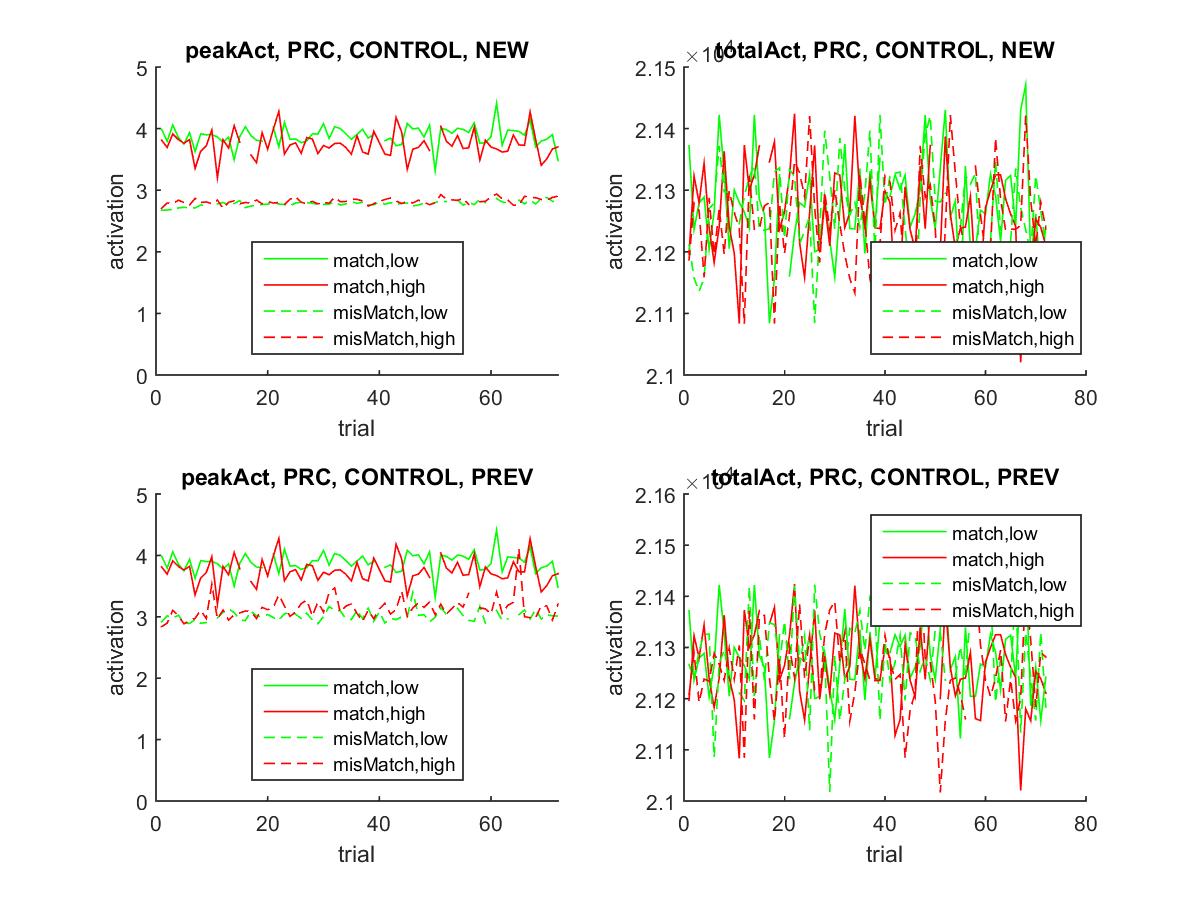 peakAct, PRC, CONTROL, NEW
5
4
3
2
1
0
activation
match,low
match,high
misMatch,low
misMatch,high
0 20 40 60
trial
totalAct, PRC, CONTROL, NEW
×10⁴
2.15
2.14
2.13
2.12
2.11
2.1
activation
match,low
match,high
misMatch,low
misMatch,high
0 20 40 60 80
trial
peakAct, PRC, CONTROL, PREV
5
4
3
2
1
0
activation
match,low
match,high
misMatch,low
misMatch,high
0 20 40 60
trial
totalAct, PRC, CONTROL, PREV
×10⁴
2.16
2.15
2.14
2.13
2.12
2.11
2.1
activation
match,low
match,high
misMatch,low
misMatch,high
0 20 40 60 80
trial